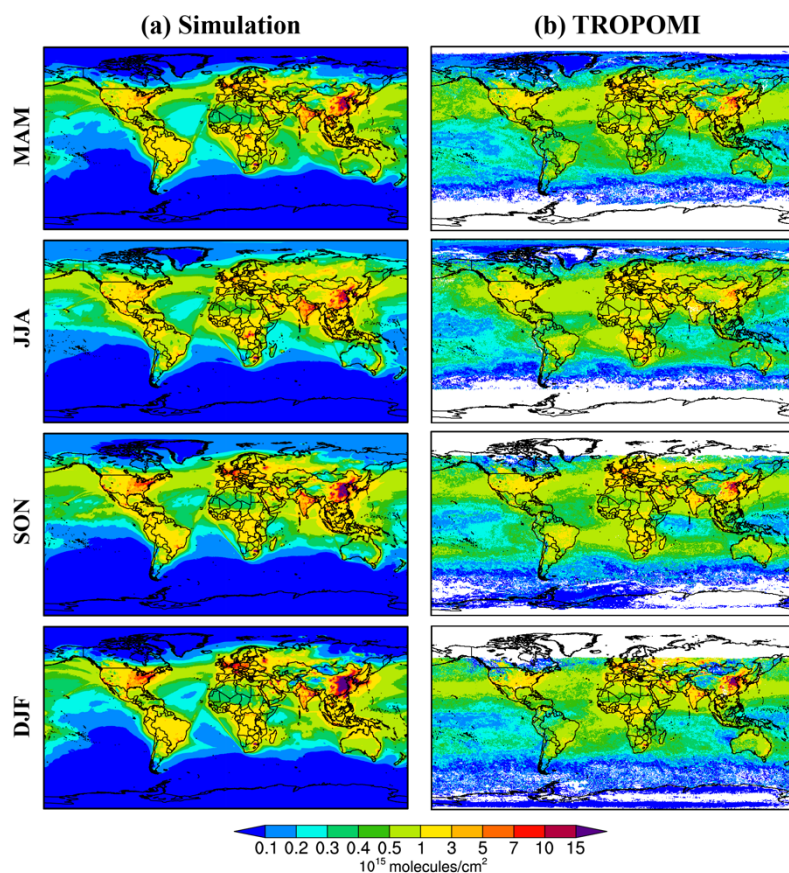 (a) Simulation (b) TROPOMI
MAM
JJA
SON
DJF
0.1 0.2 0.3 0.4 0.5 1 3 5 7 10 15
10¹⁵ molecules/cm²